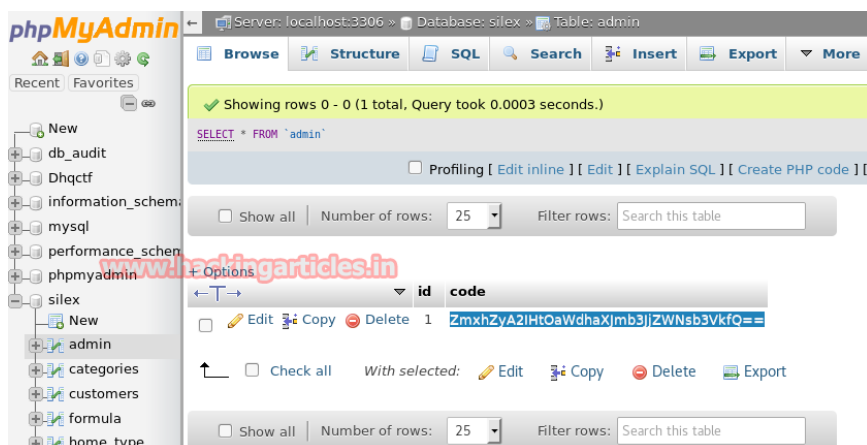 phpMyAdmin
Recent Favorites
New
db_audit
Dhqctf
information_schema
mysql
performance_schem
phpmyadmin
silex
New
admin
categories
customers
formula
home_type
Server: localhost:3306 » Database: silex » Table: admin
Browse Structure SQL Search Insert Export More
Showing rows 0 - 0 (1 total, Query took 0.0003 seconds.)
SELECT * FROM `admin`
Profiling [ Edit inline ] [ Edit ] [ Explain SQL ] [ Create PHP code ] [
Show all Number of rows: 25 Filter rows: Search this table
www.hackingarticles.in
+ Options
id code
Edit Copy Delete 1 ZmxhZyA2IHtOaWdhaXJmb3JjZWNsb3VkfQ==
Check all With selected: Edit Copy Delete Export
Show all Number of rows: 25 Filter rows: Search this table